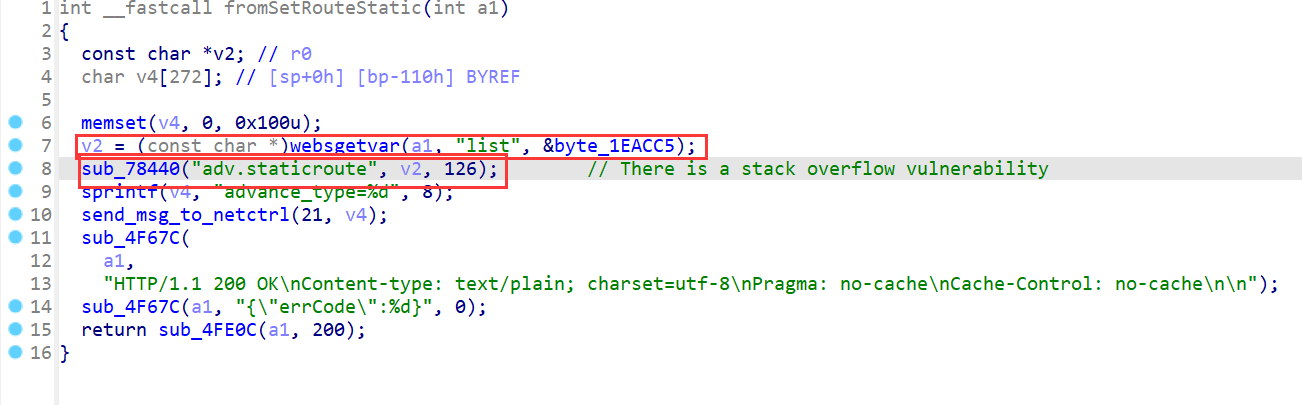 1 int __fastcall fromSetRouteStatic(int a1)
2 {
3 const char *v2; // r0
4 char v4[272]; // [sp+0h] [bp-110h] BYREF
5
6 memset(v4, 0, 0x100u);
7 v2 = (const char *)websgetvar(a1, "list", &byte_1EACC5);
8 sub_78440("adv.staticroute", v2, 126); // There is a stack overflow vulnerability
9 sprintf(v4, "advance_type=%d", 8);
10 send_msg_to_netctrl(21, v4);
11 sub_4F67C(
12 a1,
13 "HTTP/1.1 200 OK\nContent-type: text/plain; charset=utf-8\nPragma: no-cache\nCache-Control: no-cache\n\n");
14 sub_4F67C(a1, "{\"errCode\":%d}", 0);
15 return sub_4FE0C(a1, 200);
16 }